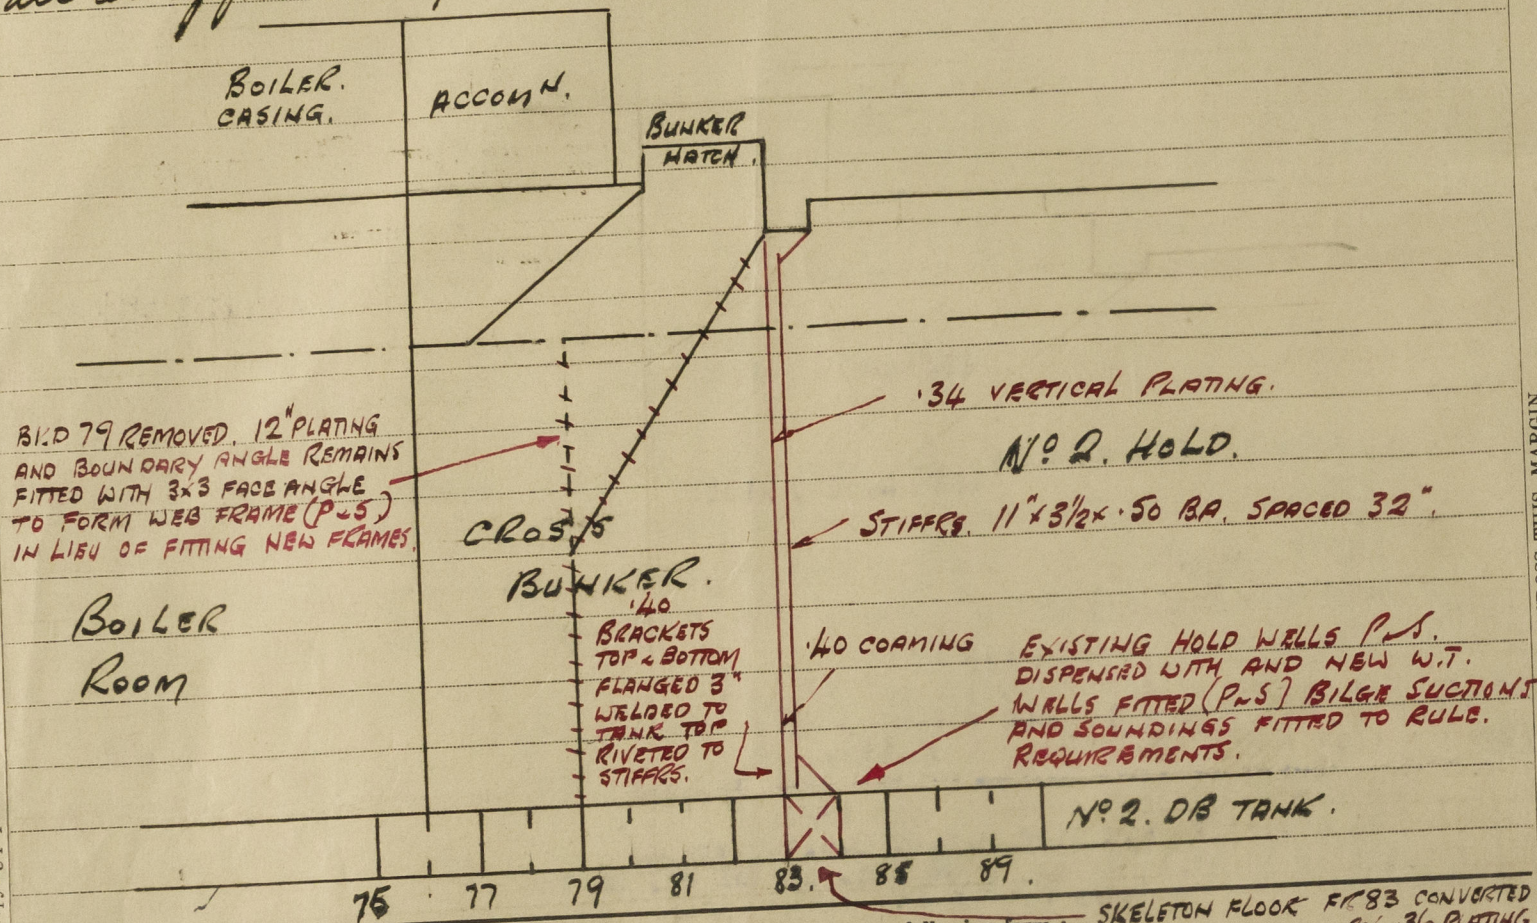 BOILER.
CASING.
ACCOMN.
BUNKER
HATCH.
.34 VERTICAL PLATING.
BKD 79 REMOVED. 12" PLATING
AND BOUNDARY ANGLE REMAINS
FITTED WITH 3x3 FACE ANGLE
TO FORM WEB FRAME (P&S)
IN LIEU OF FITTING NEW FRAMES.
No 2. HOLD.
STIFFRS. 11" x 3½ x .50 BA. SPACED 32".
CROSS
BUNKER.
BOILER
ROOM
.40
BRACKETS
TOP & BOTTOM
FLANGED 3"
WELDED TO
TANK TOP
RIVETED TO
STIFFRS.
.40 COAMING
EXISTING HOLD WELLS P&S.
DISPENSED WITH AND NEW W.T.
WELLS FITTED (P&S) BILGE SUCTIONS
AND SOUNDINGS FITTED TO RULE.
REQUIREMENTS.
No 2. DB TANK.
75 77 79 81 83. 85 89.
SKELETON FLOOR FR 83 CONVERTED
THIS MARGIN